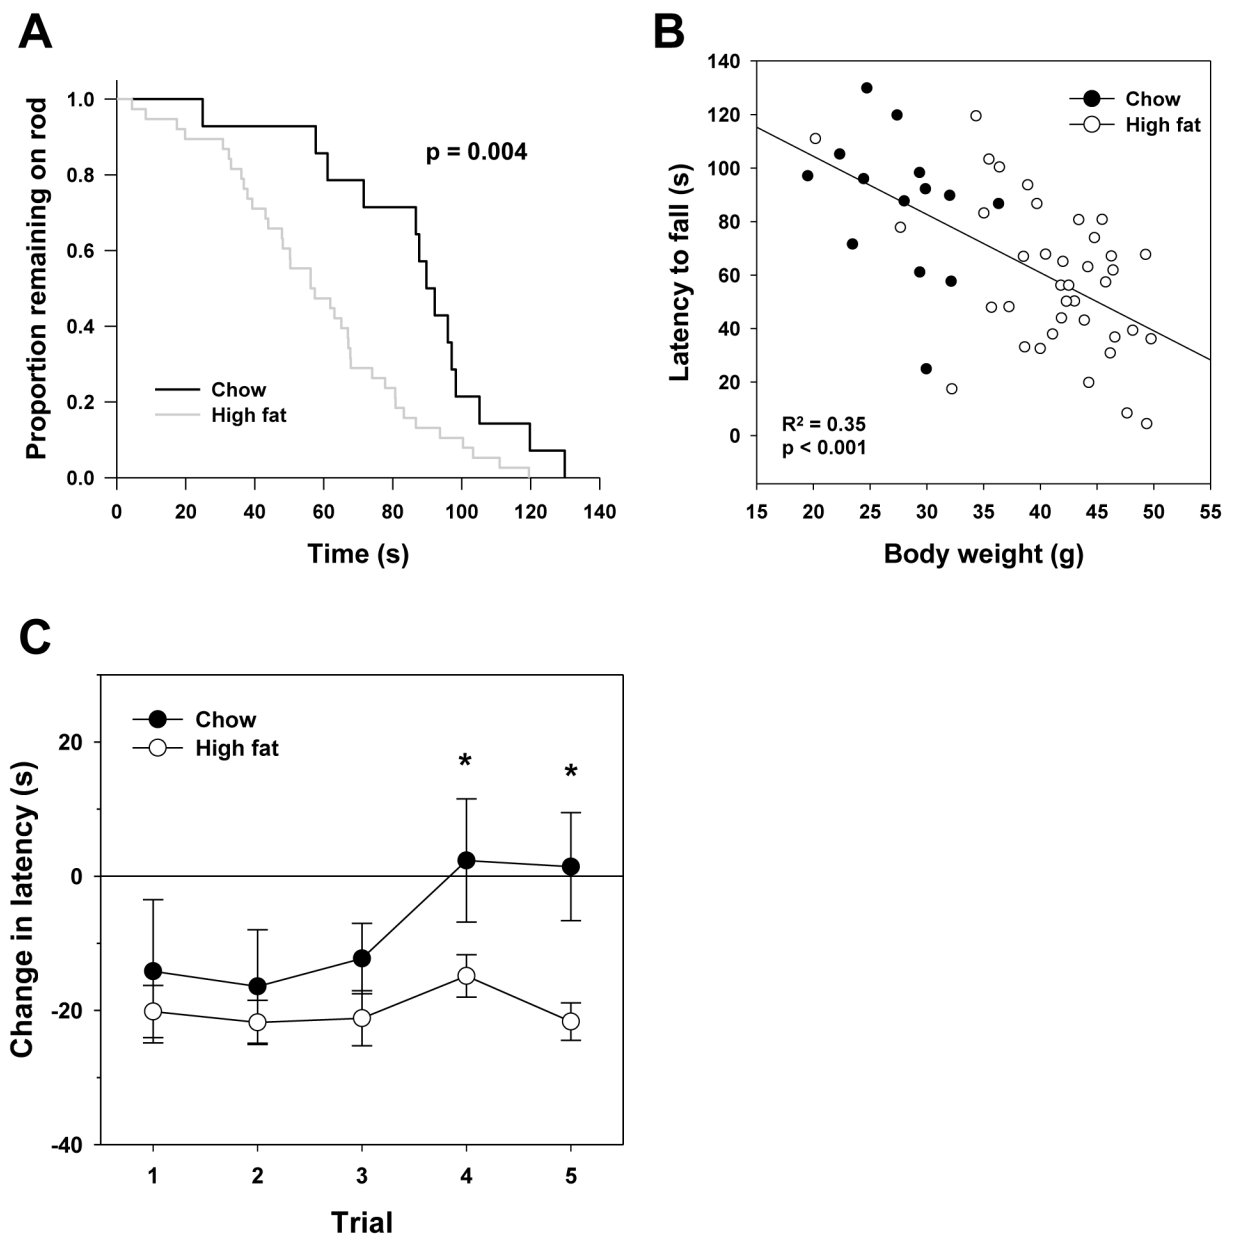 A
Proportion remaining on rod
1.0
0.8
0.6
0.4
0.2
0.0
p = 0.004
Chow
High fat
0 20 40 60 80 100 120 140
Time (s)
B
Latency to fall (s)
140
120
100
80
60
40
20
0
Chow
High fat
R² = 0.35
p < 0.001
15 20 25 30 35 40 45 50 55
Body weight (g)
C
Change in latency (s)
20
0
-20
-40
Chow
High fat
* *
1 2 3 4 5
Trial